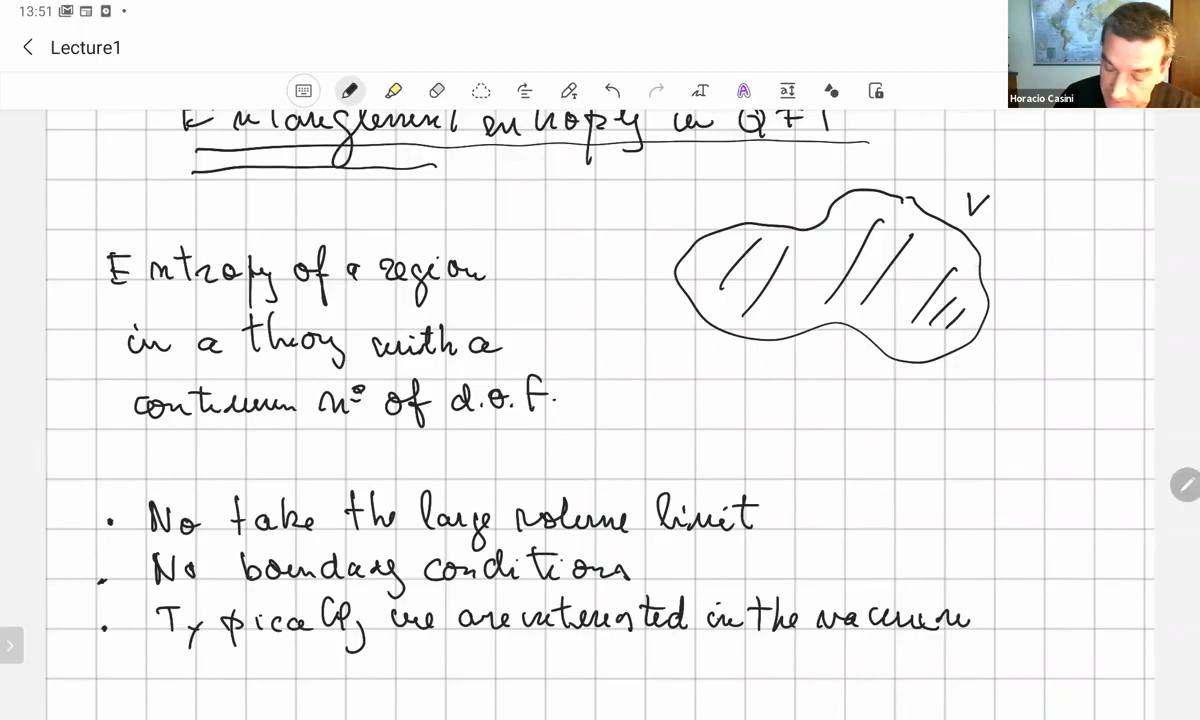 13:51
Lecture1
Horacio Casini
Entanglement entropy in QFT
V
Entropy of a region
in a theory with a
continuum nº of d.o.f.
· No take the large volume limit
· No boundary conditions
· Typically we are interested in the vacuum